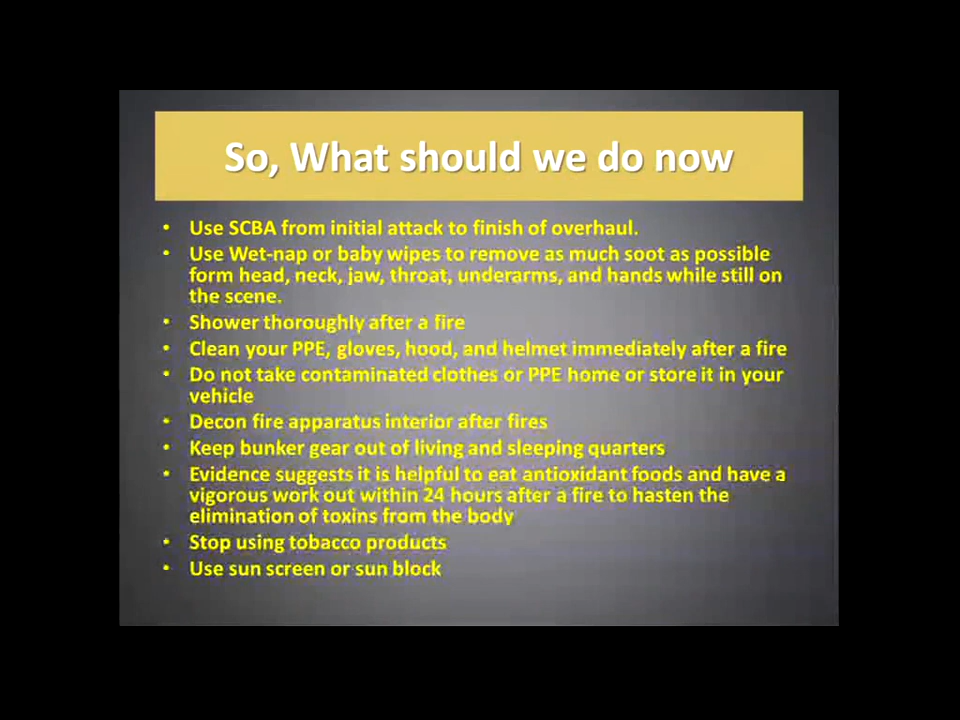 So, What should we do now
• Use SCBA from initial attack to finish of overhaul.
• Use Wet-nap or baby wipes to remove as much soot as possible
form head, neck, jaw, throat, underarms, and hands while still on
the scene.
• Shower thoroughly after a fire
• Clean your PPE, gloves, hood, and helmet immediately after a fire
• Do not take contaminated clothes or PPE home or store it in your
vehicle
• Decon fire apparatus interior after fires
• Keep bunker gear out of living and sleeping quarters
• Evidence suggests it is helpful to eat antioxidant foods and have a
vigorous work out within 24 hours after a fire to hasten the
elimination of toxins from the body
• Stop using tobacco products
• Use sun screen or sun block